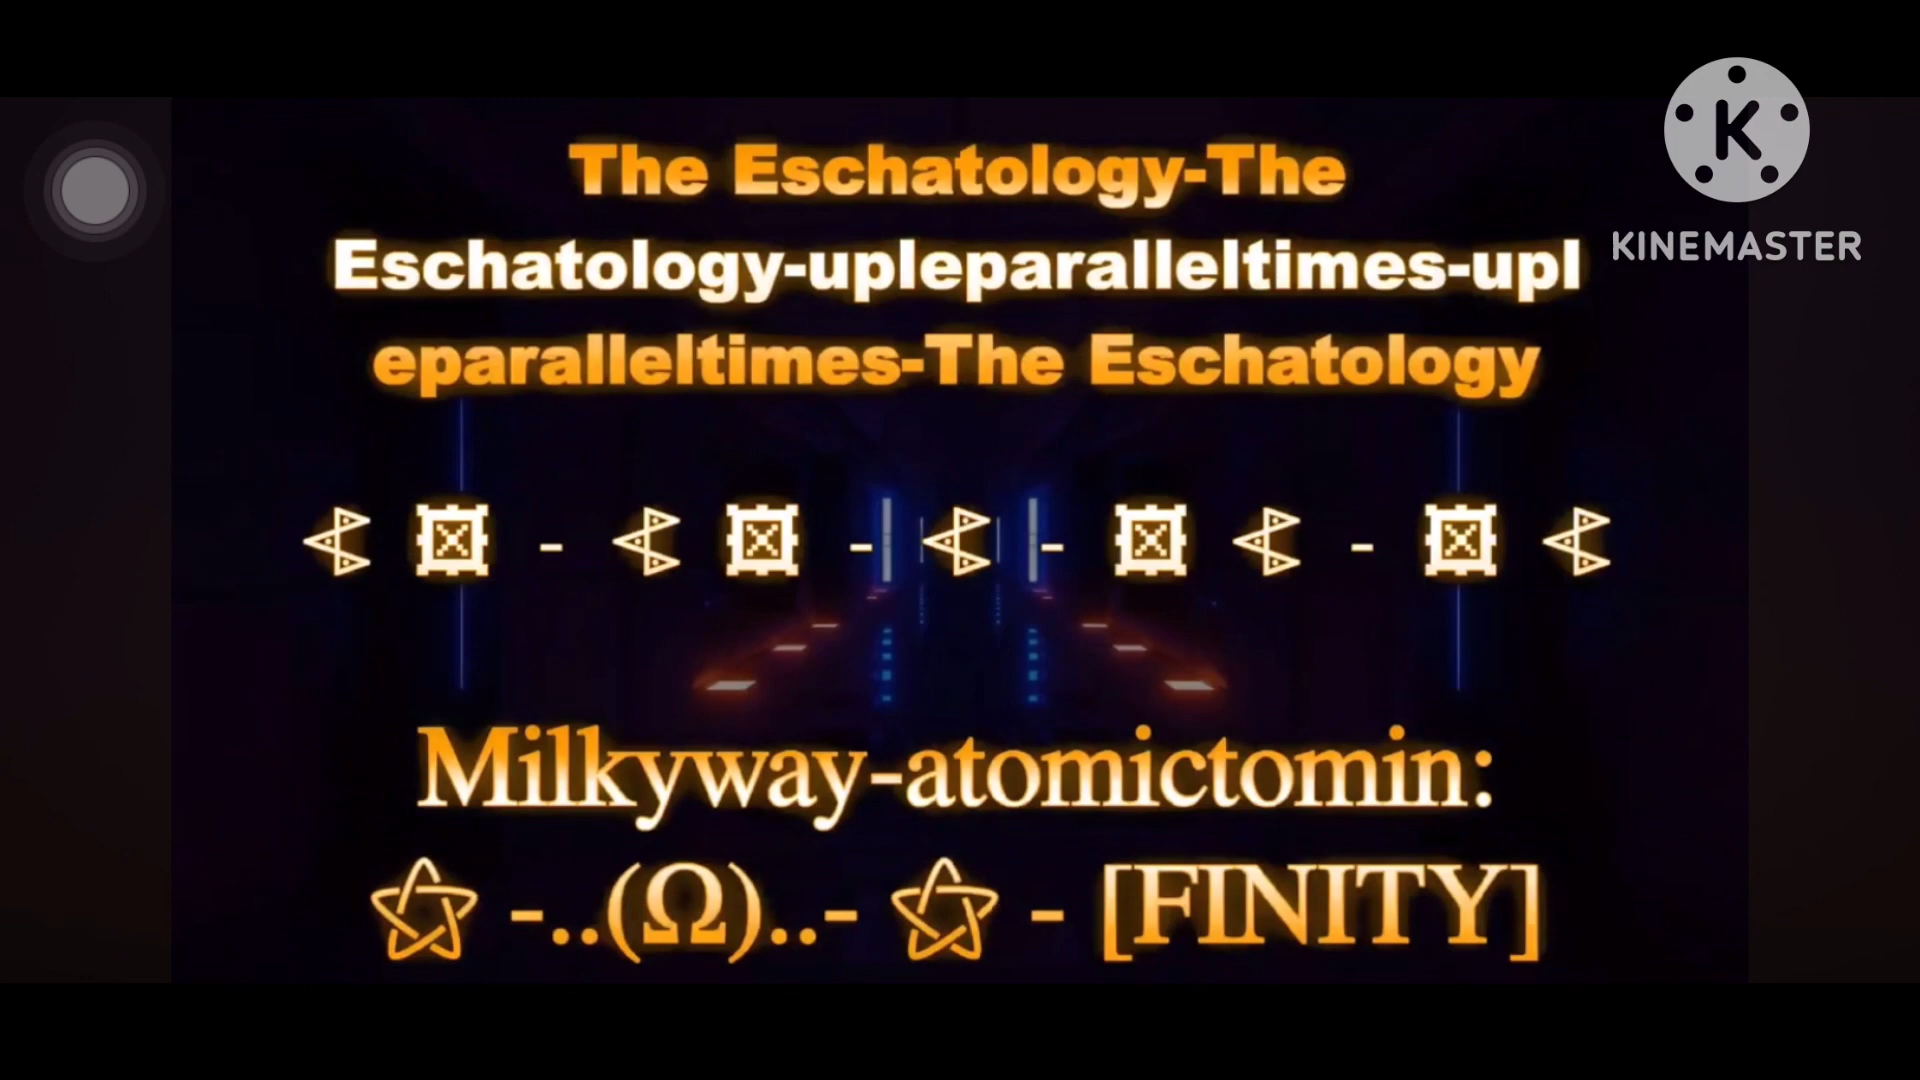 The Eschatology-The
Eschatology-upleparalleltimes-upl
eparalleltimes-The Eschatology
- - - -
Milkyway-atomictomin:
-..(Ω)..- - [FINITY]
K
KINEMASTER